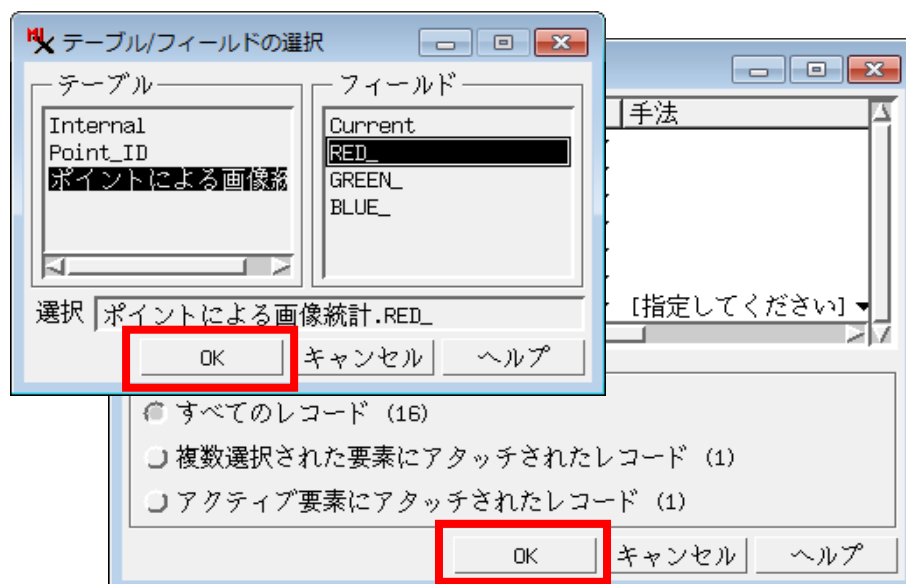 テーブル/フィールドの選択
テーブル
フィールド
Internal
Point_ID
ポイントによる画像統
Current
RED_
GREEN_
BLUE_
選択 ポイントによる画像統計.RED_
OK キャンセル ヘルプ
手法
[指定してください]
すべてのレコード (16)
複数選択された要素にアタッチされたレコード (1)
アクティブ要素にアタッチされたレコード (1)
OK キャンセル ヘルプ